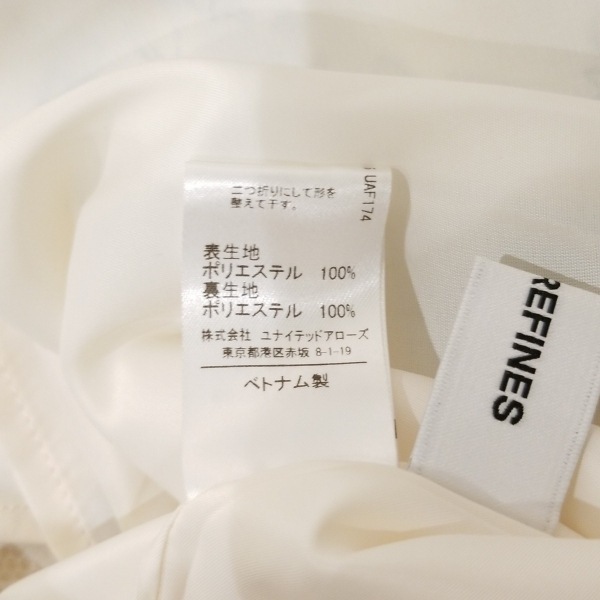 二つ折りにして形を
整えて干す。
UAF174
表生地
ポリエステル 100%
裏生地
ポリエステル 100%
株式会社 ユナイテッドアローズ
東京都港区赤坂 8-1-19
ベトナム製
REFINES